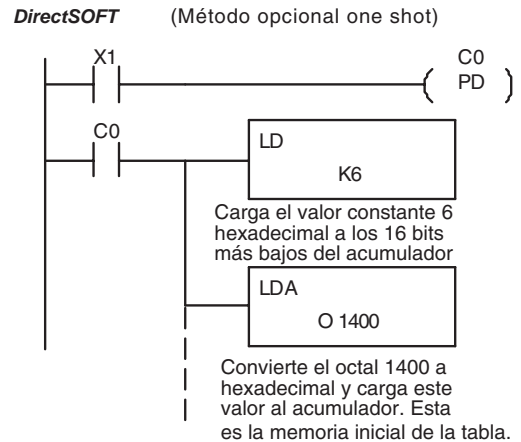 DirectSOFT (Método opcional one shot)
X1
C0
PD
C0
LD
K6
Carga el valor constante 6
hexadecimal a los 16 bits
más bajos del acumulador
LDA
O 1400
Convierte el octal 1400 a
hexadecimal y carga este
valor al acumulador. Esta
es la memoria inicial de la tabla.